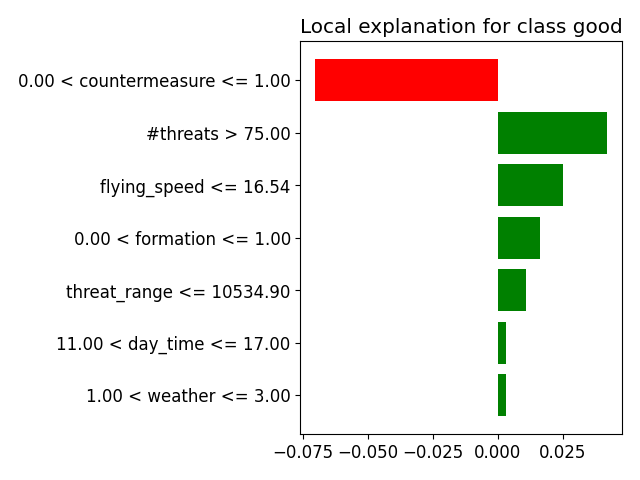 Local explanation for class good
0.00 < countermeasure <= 1.00
#threats > 75.00
flying_speed <= 16.54
0.00 < formation <= 1.00
threat_range <= 10534.90
11.00 < day_time <= 17.00
1.00 < weather <= 3.00
−0.075 −0.050 −0.025 0.000 0.025